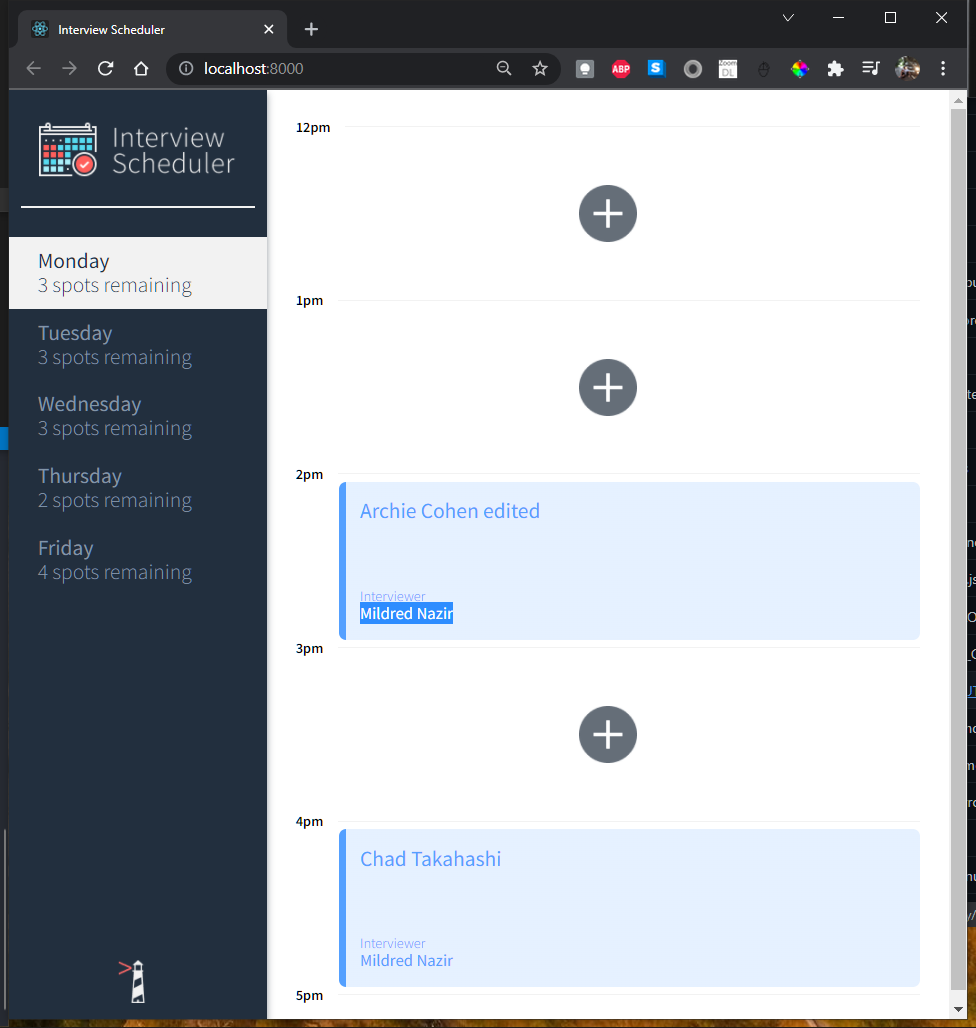 Interview Scheduler
localhost:8000
ABP
S
Zoom
DL
Interview
Scheduler
Monday
3 spots remaining
Tuesday
3 spots remaining
Wednesday
3 spots remaining
Thursday
2 spots remaining
Friday
4 spots remaining
12pm
1pm
2pm
Archie Cohen edited
Interviewer
Mildred Nazir
3pm
4pm
Chad Takahashi
Interviewer
Mildred Nazir
5pm